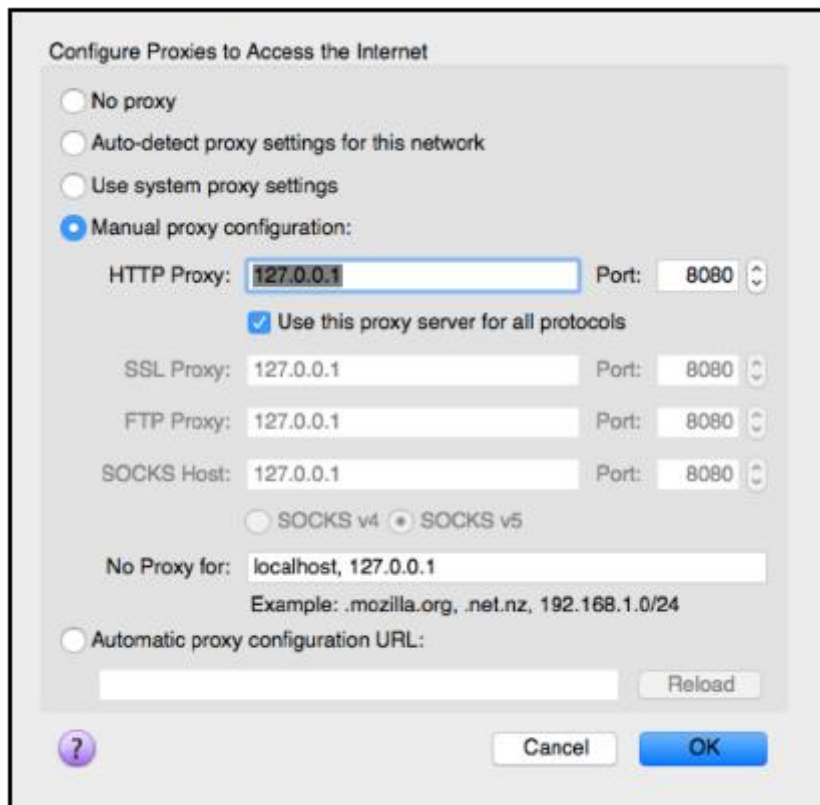 Configure Proxies to Access the Internet
No proxy
Auto-detect proxy settings for this network
Use system proxy settings
Manual proxy configuration:
HTTP Proxy: 127.0.0.1 Port: 8080
Use this proxy server for all protocols
SSL Proxy: 127.0.0.1 Port: 8080
FTP Proxy: 127.0.0.1 Port: 8080
SOCKS Host: 127.0.0.1 Port: 8080
SOCKS v4 SOCKS v5
No Proxy for: localhost, 127.0.0.1
Example: .mozilla.org, .net.nz, 192.168.1.0/24
Automatic proxy configuration URL:
Reload
? Cancel OK